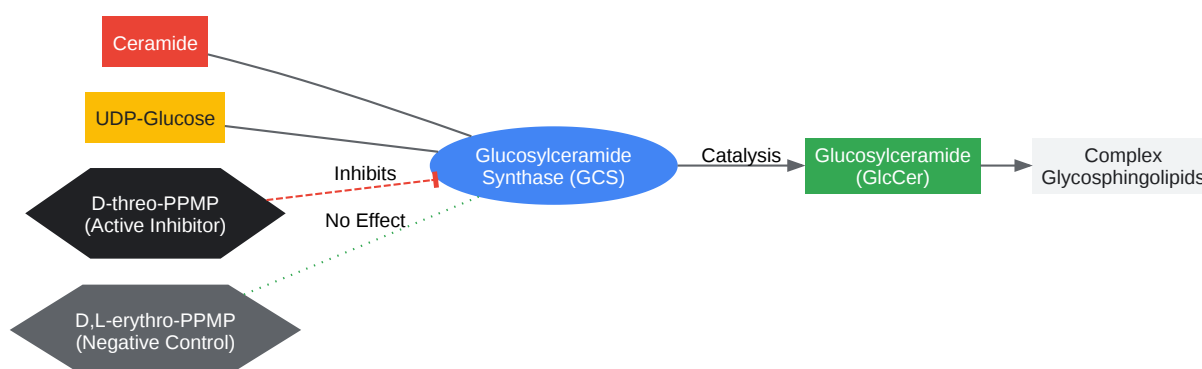 Ceramide
UDP-Glucose
D-threo-PPMP
(Active Inhibitor)
D,L-erythro-PPMP
(Negative Control)
Inhibits
No Effect
Glucosylceramide
Synthase (GCS)
Catalysis
Glucosylceramide
(GlcCer)
Complex
Glycosphingolipids